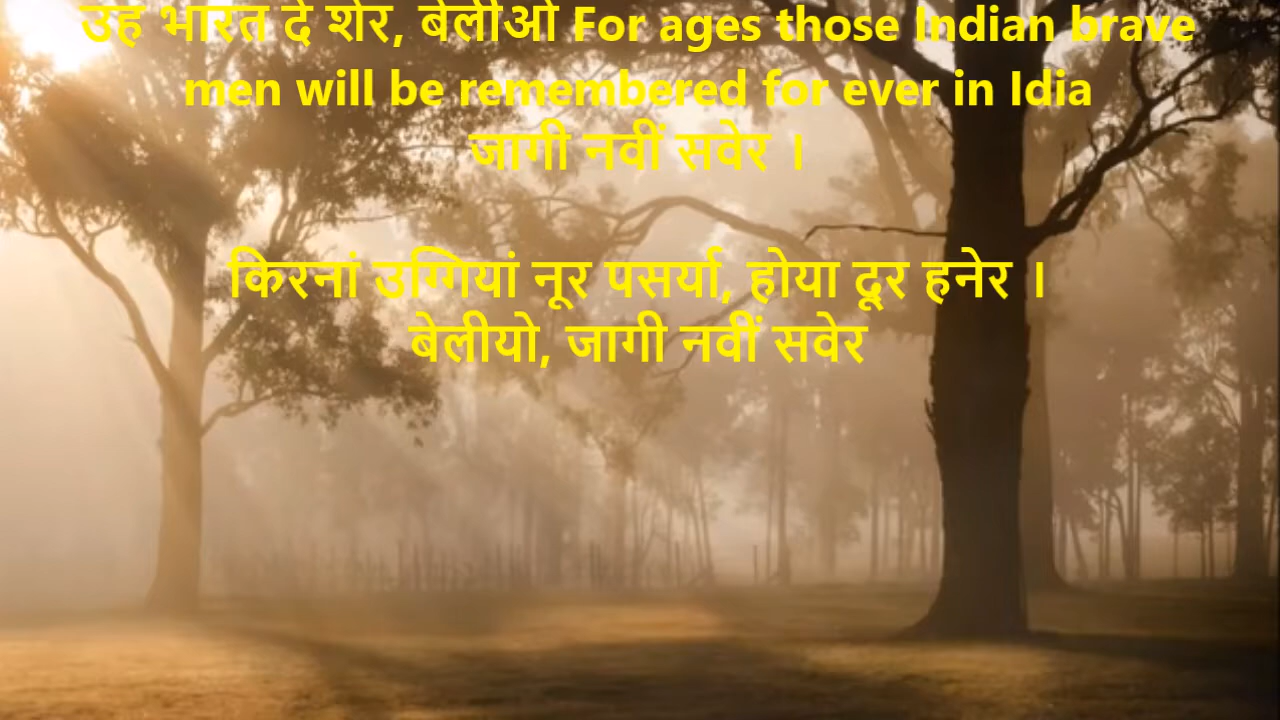 उह भारत दे शेर, बेलीओ For ages those Indian brave
men will be remembered for ever in Idia
जागी नवीं सवेर ।
किरनां उग्गियां नूर पसर्या, होया दूर हनेर ।
बेलीयो, जागी नवीं सवेर